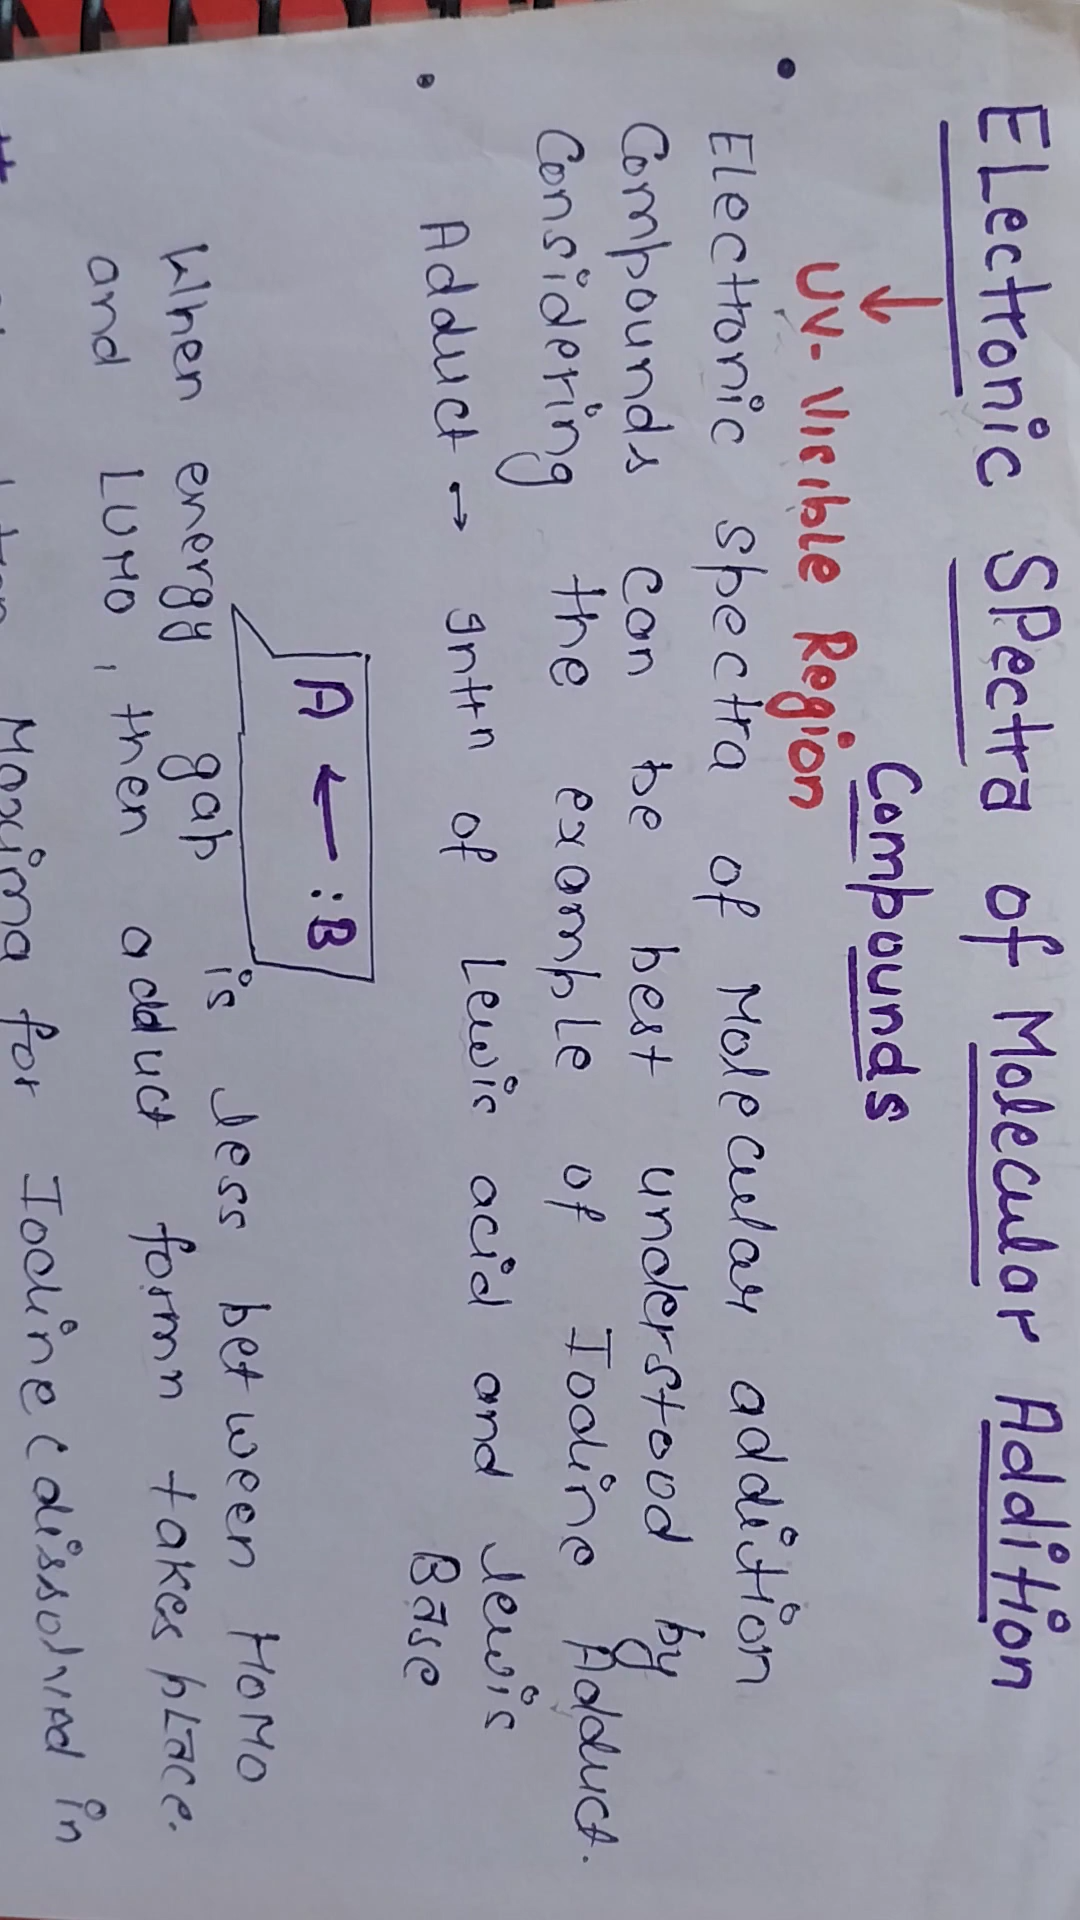 Electronic Spectra of Molecular Addition
Compounds
↓
UV-Visible Region
• Electronic spectra of Molecular addition
Compounds can be best understood by
Considering the example of Iodine Adduct.
• Adduct → Intrn of Lewis acid and Lewis
Base
A ← :B
When energy gap is less between HOMO
and LUMO, then adduct formn takes place.
Maxima for Iodine (dissolved in